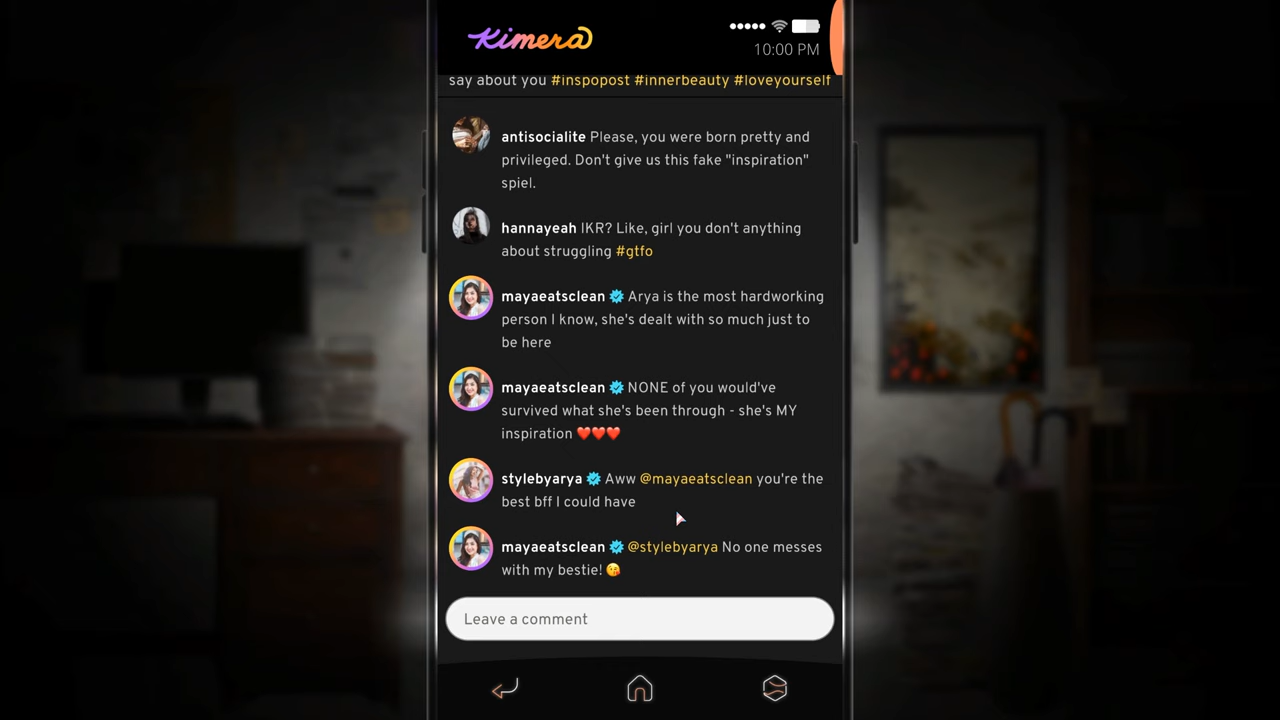 Kimera
10:00 PM
say about you #inspopost #innerbeauty #loveyourself
antisocialite Please, you were born pretty and
privileged. Don't give us this fake "inspiration"
spiel.
hannayeah IKR? Like, girl you don't anything
about struggling #gtfo
mayaeatsclean Arya is the most hardworking
person I know, she's dealt with so much just to
be here
mayaeatsclean NONE of you would've
survived what she's been through - she's MY
inspiration ❤️❤️❤️
stylebyarya Aww @mayaeatsclean you're the
best bff I could have
mayaeatsclean @stylebyarya No one messes
with my bestie! 😘
Leave a comment